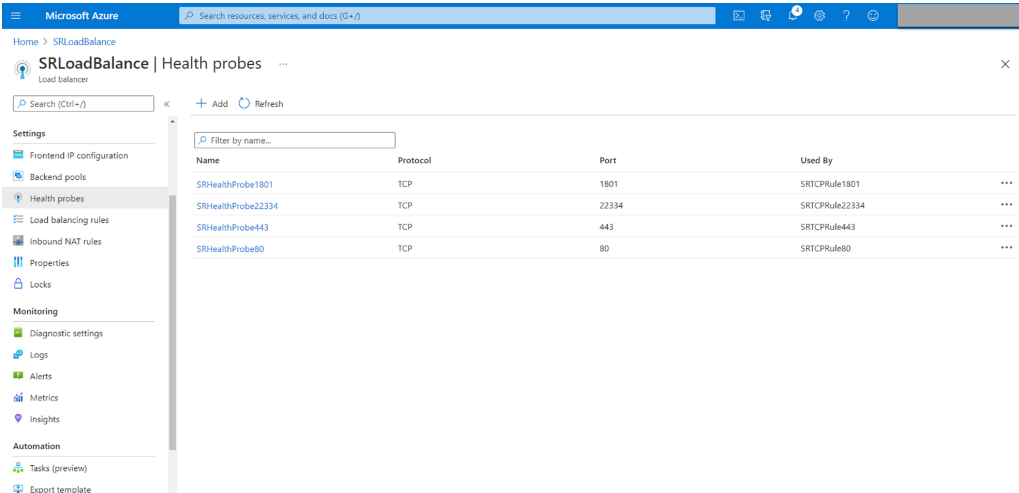 Microsoft Azure
Search resources, services, and docs (G+/)
4
Home > SRLoadBalance
SRLoadBalance | Health probes ...
Load balancer
Search (Ctrl+/)
«
+ Add Refresh
Settings
Frontend IP configuration
Backend pools
Health probes
Load balancing rules
Inbound NAT rules
Properties
Locks
Monitoring
Diagnostic settings
Logs
Alerts
Metrics
Insights
Automation
Tasks (preview)
Export template
Filter by name...
Name Protocol Port Used By
SRHealthProbe1801 TCP 1801 SRTCPRule1801
SRHealthProbe22334 TCP 22334 SRTCPRule22334
SRHealthProbe443 TCP 443 SRTCPRule443
SRHealthProbe80 TCP 80 SRTCPRule80